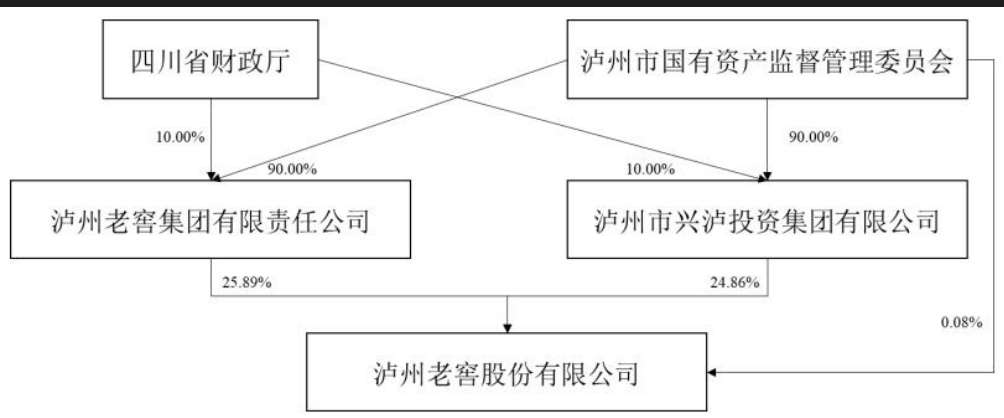 四川省财政厅
泸州市国有资产监督管理委员会
10.00%
90.00%
90.00%
10.00%
泸州老窖集团有限责任公司
泸州市兴泸投资集团有限公司
25.89%
24.86%
0.08%
泸州老窖股份有限公司